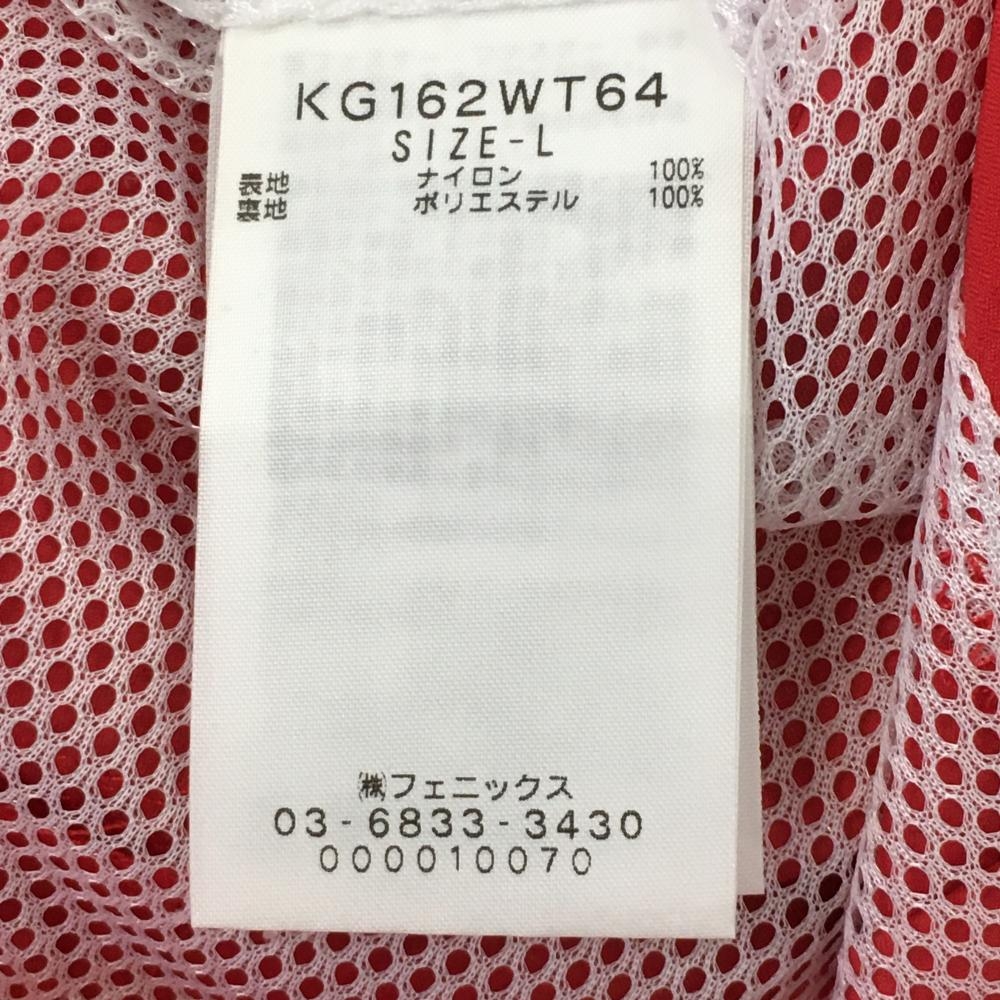 KG162WT64
SIZE-L
表地 ナイロン 100%
裏地 ポリエステル 100%
㈱フェニックス
03-6833-3430
000010070